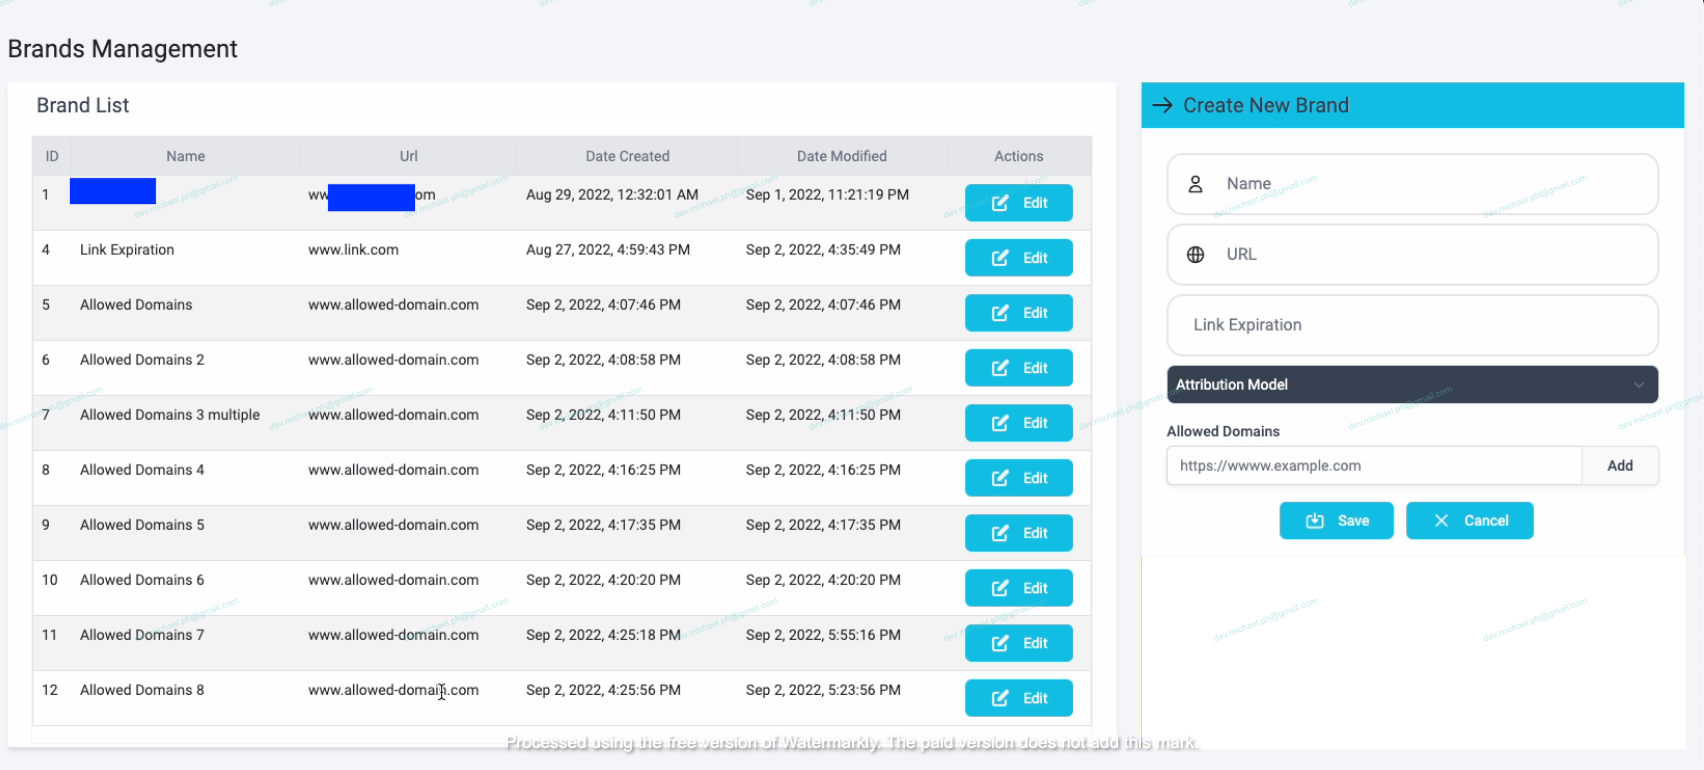 Brands Management
Brand List
ID Name Url Date Created Date Modified Actions
1 ww om Aug 29, 2022, 12:32:01 AM Sep 1, 2022, 11:21:19 PM Edit
4 Link Expiration www.link.com Aug 27, 2022, 4:59:43 PM Sep 2, 2022, 4:35:49 PM Edit
5 Allowed Domains www.allowed-domain.com Sep 2, 2022, 4:07:46 PM Sep 2, 2022, 4:07:46 PM Edit
6 Allowed Domains 2 www.allowed-domain.com Sep 2, 2022, 4:08:58 PM Sep 2, 2022, 4:08:58 PM Edit
7 Allowed Domains 3 multiple www.allowed-domain.com Sep 2, 2022, 4:11:50 PM Sep 2, 2022, 4:11:50 PM Edit
8 Allowed Domains 4 www.allowed-domain.com Sep 2, 2022, 4:16:25 PM Sep 2, 2022, 4:16:25 PM Edit
9 Allowed Domains 5 www.allowed-domain.com Sep 2, 2022, 4:17:35 PM Sep 2, 2022, 4:17:35 PM Edit
10 Allowed Domains 6 www.allowed-domain.com Sep 2, 2022, 4:20:20 PM Sep 2, 2022, 4:20:20 PM Edit
11 Allowed Domains 7 www.allowed-domain.com Sep 2, 2022, 4:25:18 PM Sep 2, 2022, 5:55:16 PM Edit
12 Allowed Domains 8 www.allowed-domain.com Sep 2, 2022, 4:25:56 PM Sep 2, 2022, 5:23:56 PM Edit
Create New Brand
Name
URL
Link Expiration
Attribution Model
Allowed Domains
https://wwww.example.com Add
Save Cancel
dev.michael.ph@gmail.com
Processed using the free version of Watermarkly. The paid version does not add this mark.